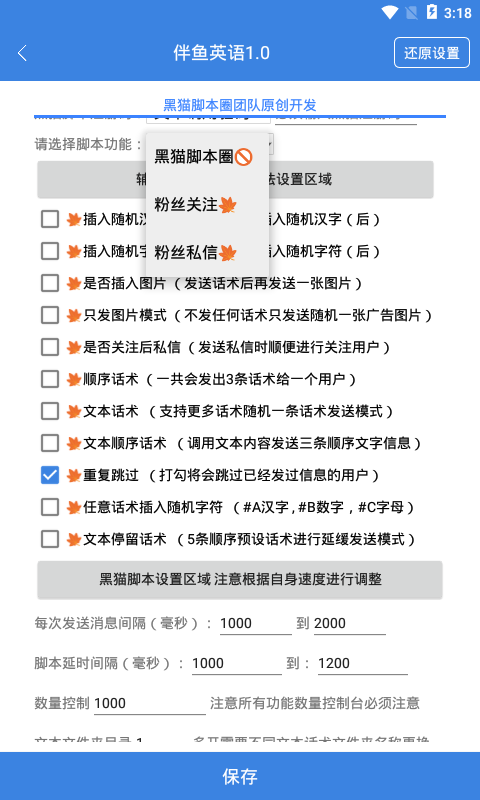 3:18
伴鱼英语1.0
还原设置
黑猫脚本圈团队原创开发
请选择脚本功能：
黑猫脚本圈🚫
粉丝关注🍁
粉丝私信🍁
辅
法设置区域
🍁插入随机汉
插入随机汉字（后）
🍁插入随机字
插入随机字符（后）
🍁是否插入图片 （发送话术后再发送一张图片）
🍁只发图片模式 （不发任何话术只发送随机一张广告图片）
🍁是否关注后私信 （发送私信时顺便进行关注用户）
🍁顺序话术 （一共会发出3条话术给一个用户）
🍁文本话术 （支持更多话术随机一条话术发送模式）
🍁文本顺序话术 （调用文本内容发送三条顺序文字信息）
🍁重复跳过 （打勾将会跳过已经发过信息的用户）
🍁任意话术插入随机字符 （#A汉字,#B数字，#C字母）
🍁文本停留话术 （5条顺序预设话术进行延缓发送模式）
黑猫脚本设置区域 注意根据自身速度进行调整
每次发送消息间隔（毫秒）： 1000 到 2000
脚本延时间隔（毫秒）： 1000 到： 1200
数量控制 1000 注意所有功能数量控制台必须注意
保存